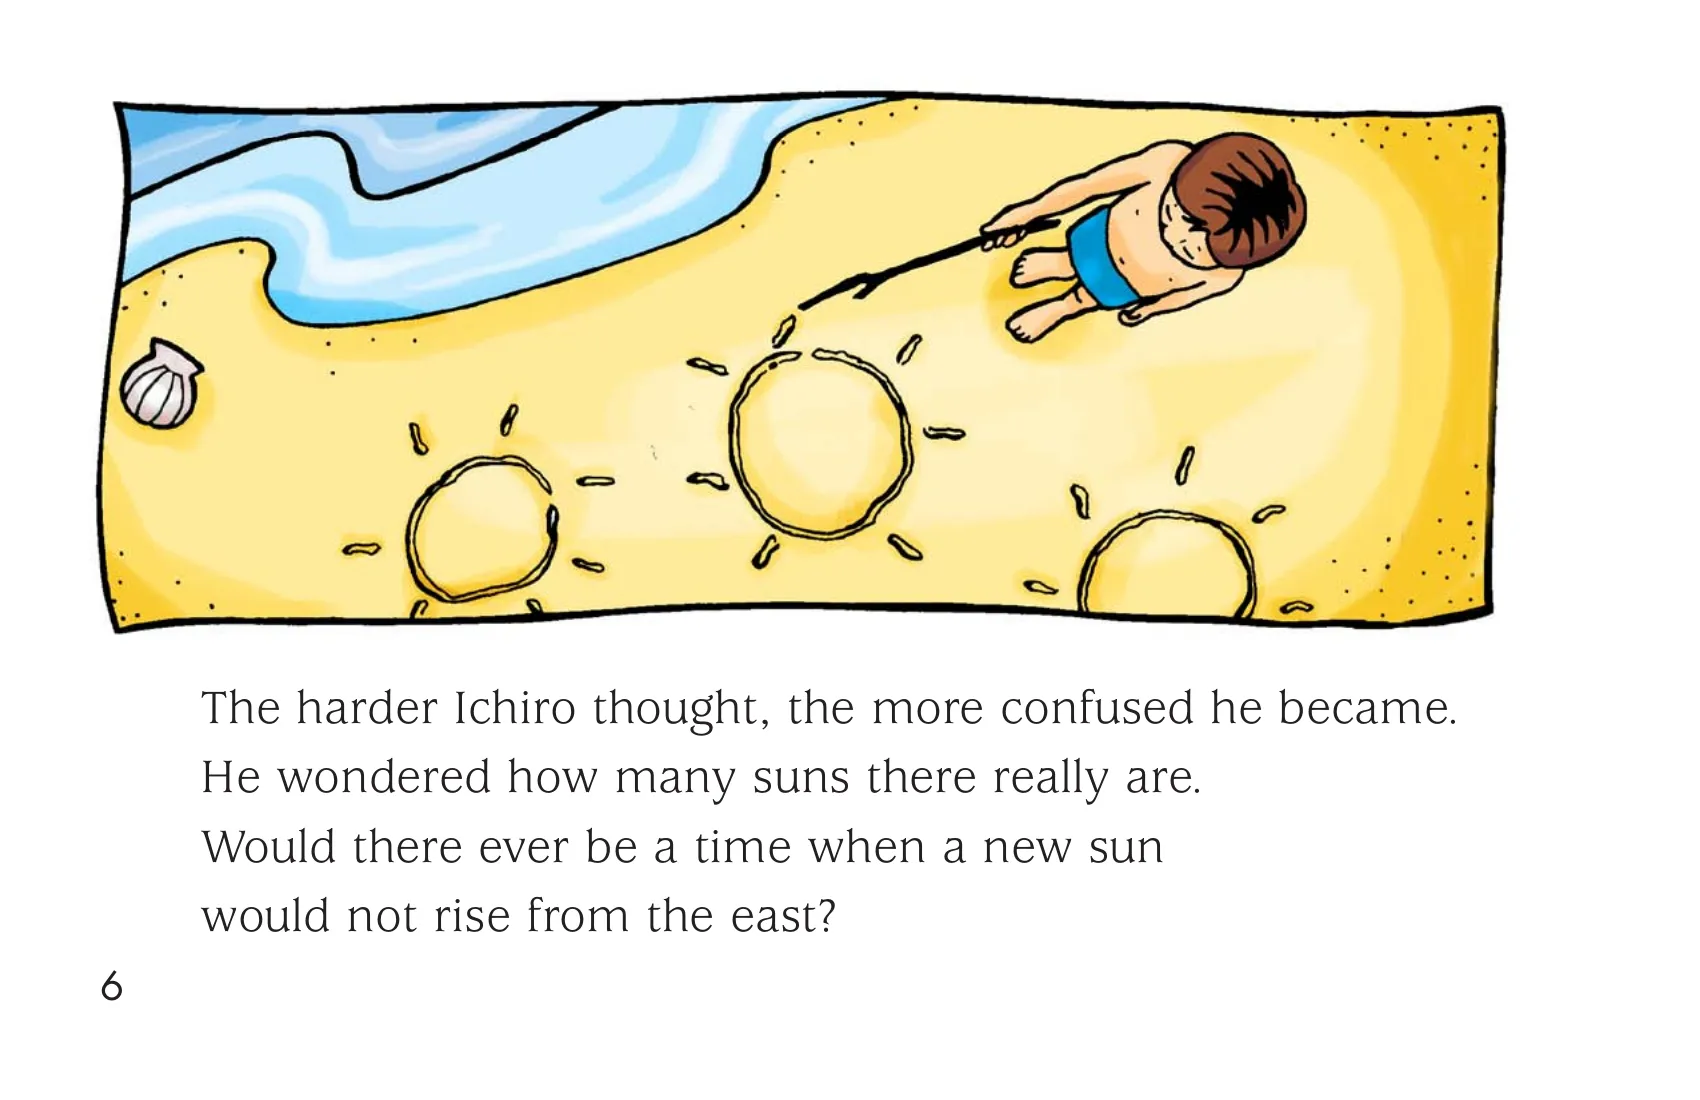 The harder Ichiro thought, the more confused he became.
He wondered how many suns there really are.
Would there ever be a time when a new sun
would not rise from the east?
6